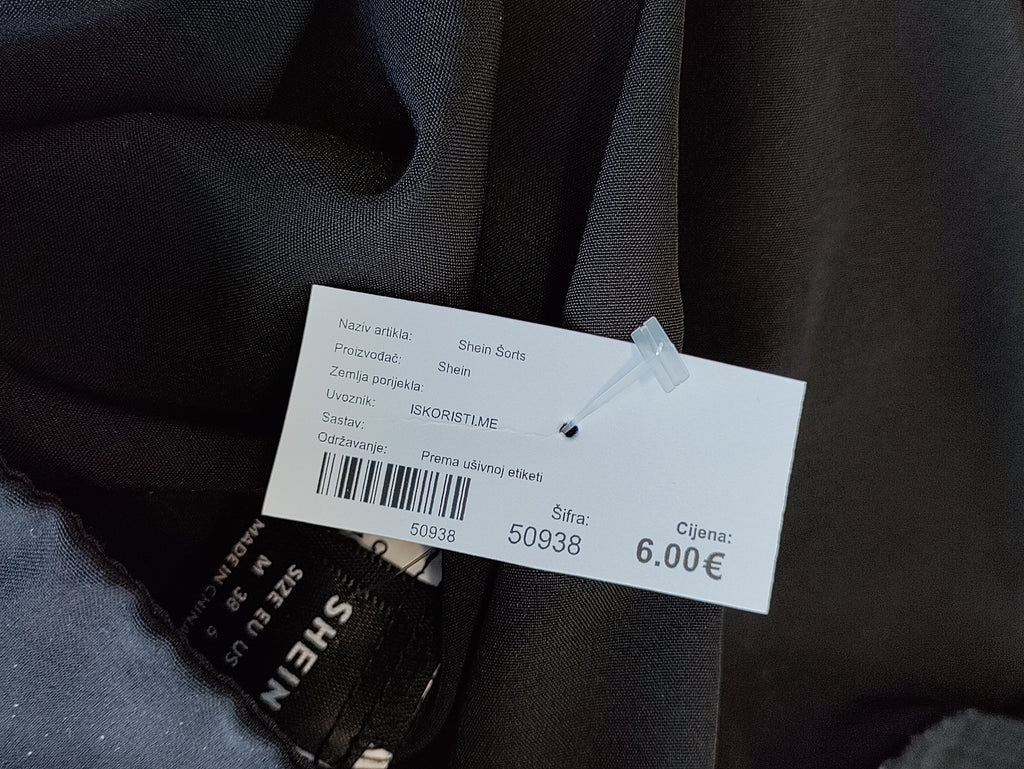 Naziv artikla: Shein Šorts
Proizvođač: Shein
Zemlja porijekla:
Uvoznik: ISKORISTI.ME
Sastav:
Održavanje: Prema ušivnoj etiketi
50938
Šifra:
50938
Cijena:
6.00€
SHEIN
SIZE EU US
M 38 6
MADE IN CHINA